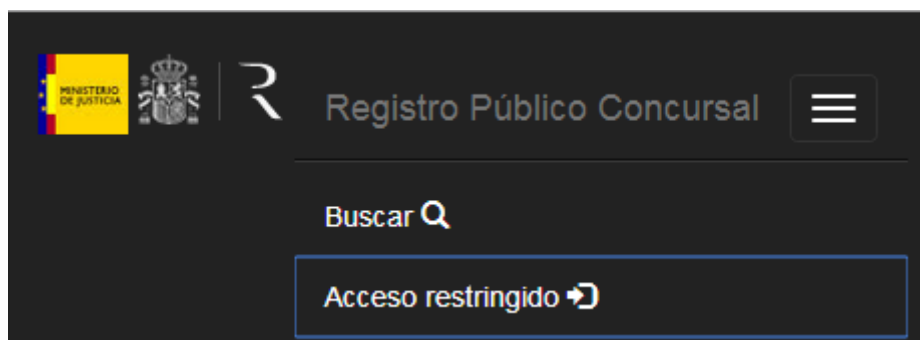 MINISTERIO
DE JUSTICIA
Registro Público Concursal
Buscar
Acceso restringido